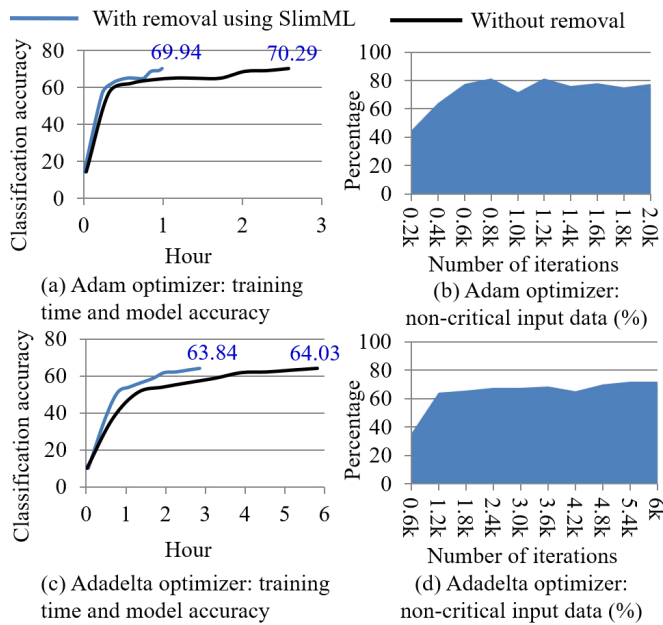 With removal using SlimML
Without removal
Classification accuracy
80
60
40
20
0
69.94
70.29
0
1
2
3
Hour
(a) Adam optimizer: training
time and model accuracy
Percentage
100
80
60
40
20
0
0.2k
0.4k
0.6k
0.8k
1.0k
1.2k
1.4k
1.6k
1.8k
2.0k
Number of iterations
(b) Adam optimizer:
non-critical input data (%)
Classification accuracy
80
60
40
20
0
63.84
64.03
0
1
2
3
4
5
6
Hour
(c) Adadelta optimizer: training
time and model accuracy
Percentage
100
80
60
40
20
0
0.6k
1.2k
1.8k
2.4k
3.0k
3.6k
4.2k
4.8k
5.4k
6k
Number of iterations
(d) Adadelta optimizer:
non-critical input data (%)